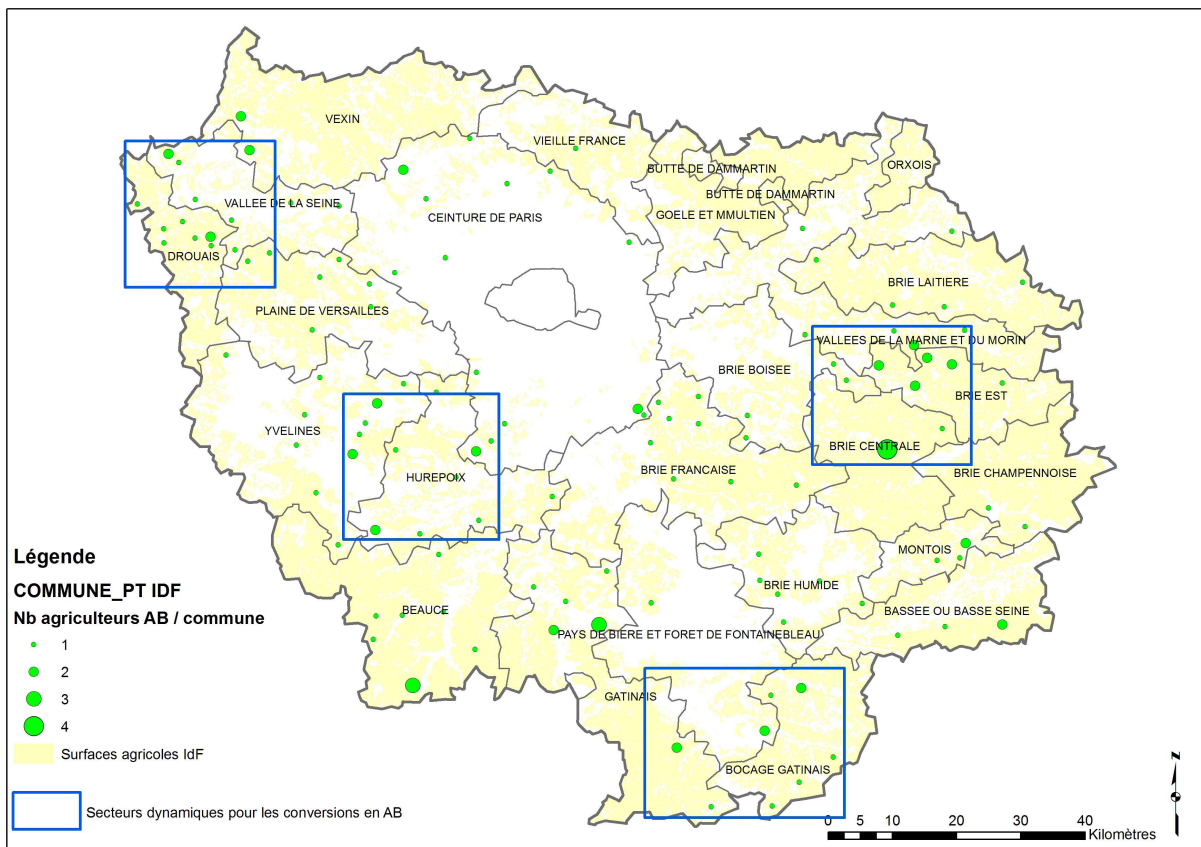 VEXIN
VIEILLE FRANCE
BUTTE DE DAMMARTIN
ORXOIS
BUTTE DE DAMMARTIN
VALLEE DE LA SEINE
GOELE ET MMULTIEN
CEINTURE DE PARIS
DROUAIS
BRIE LAITIERE
PLAINE DE VERSAILLES
VALLEES DE LA MARNE ET DU MORIN
BRIE BOISEE
BRIE EST
YVELINES
BRIE CENTRALE
HUREPOIX
BRIE FRANCAISE
BRIE CHAMPENNOISE
MONTOIS
BRIE HUMIDE
BEAUCE
BASSEE OU BASSE SEINE
PAYS DE BIERE ET FORET DE FONTAINEBLEAU
GATINAIS
BOCAGE GATINAIS
Légende
COMMUNE_PT IDF
Nb agriculteurs AB / commune
1
2
3
4
Surfaces agricoles IdF
Secteurs dynamiques pour les conversions en AB
0 5 10 20 30 40
Kilomètres
N